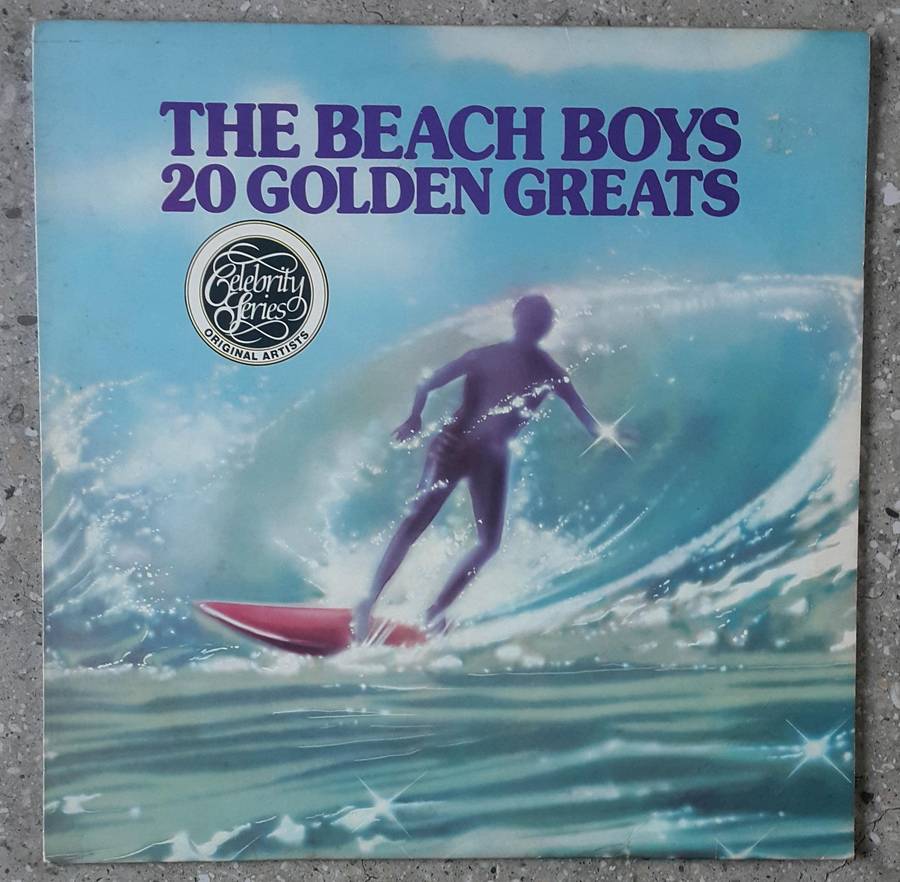 THE BEACH BOYS
20 GOLDEN GREATS
Celebrity
Series
ORIGINAL ARTISTS